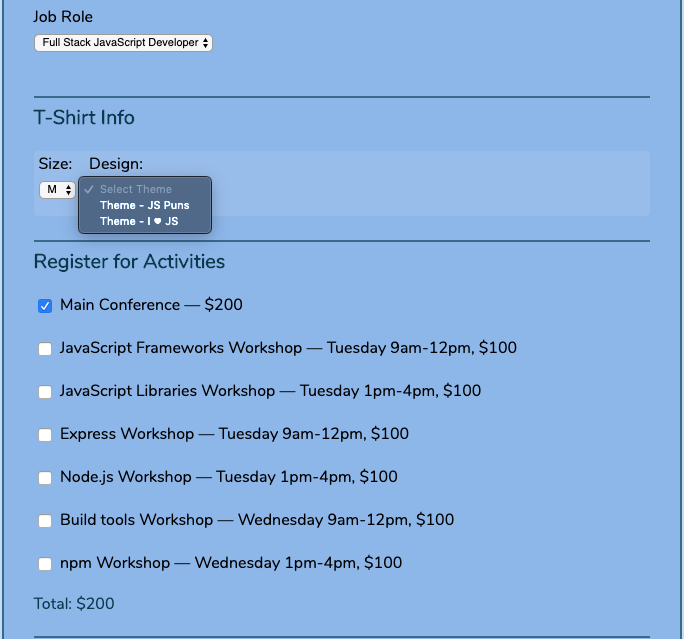 Job Role
Full Stack JavaScript Developer
T-Shirt Info
Size: Design:
M
Select Theme
Theme - JS Puns
Theme - I ♥ JS
Register for Activities
Main Conference — $200
JavaScript Frameworks Workshop — Tuesday 9am-12pm, $100
JavaScript Libraries Workshop — Tuesday 1pm-4pm, $100
Express Workshop — Tuesday 9am-12pm, $100
Node.js Workshop — Tuesday 1pm-4pm, $100
Build tools Workshop — Wednesday 9am-12pm, $100
npm Workshop — Wednesday 1pm-4pm, $100
Total: $200